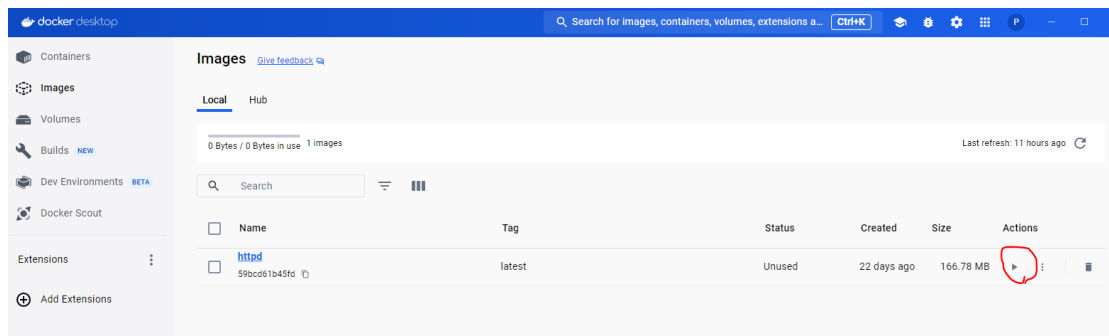 docker desktop
Search for images, containers, volumes, extensions a... Ctrl+K
P
Containers
Images
Volumes
Builds NEW
Dev Environments BETA
Docker Scout
Extensions
Add Extensions
Images Give feedback
Local Hub
0 Bytes / 0 Bytes in use 1 images
Last refresh: 11 hours ago
Search
Name Tag Status Created Size Actions
httpd
59bcd61b45fd
latest Unused 22 days ago 166.78 MB